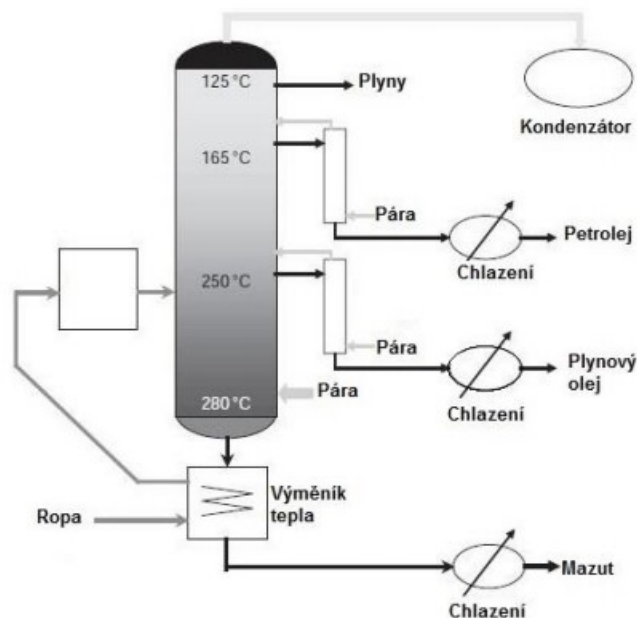 125 °C
Plyny
Kondenzátor
165 °C
Pára
Petrolej
Chlazení
250 °C
Pára
Plynový
olej
Chlazení
280 °C
Pára
Ropa
Výměník
tepla
Mazut
Chlazení